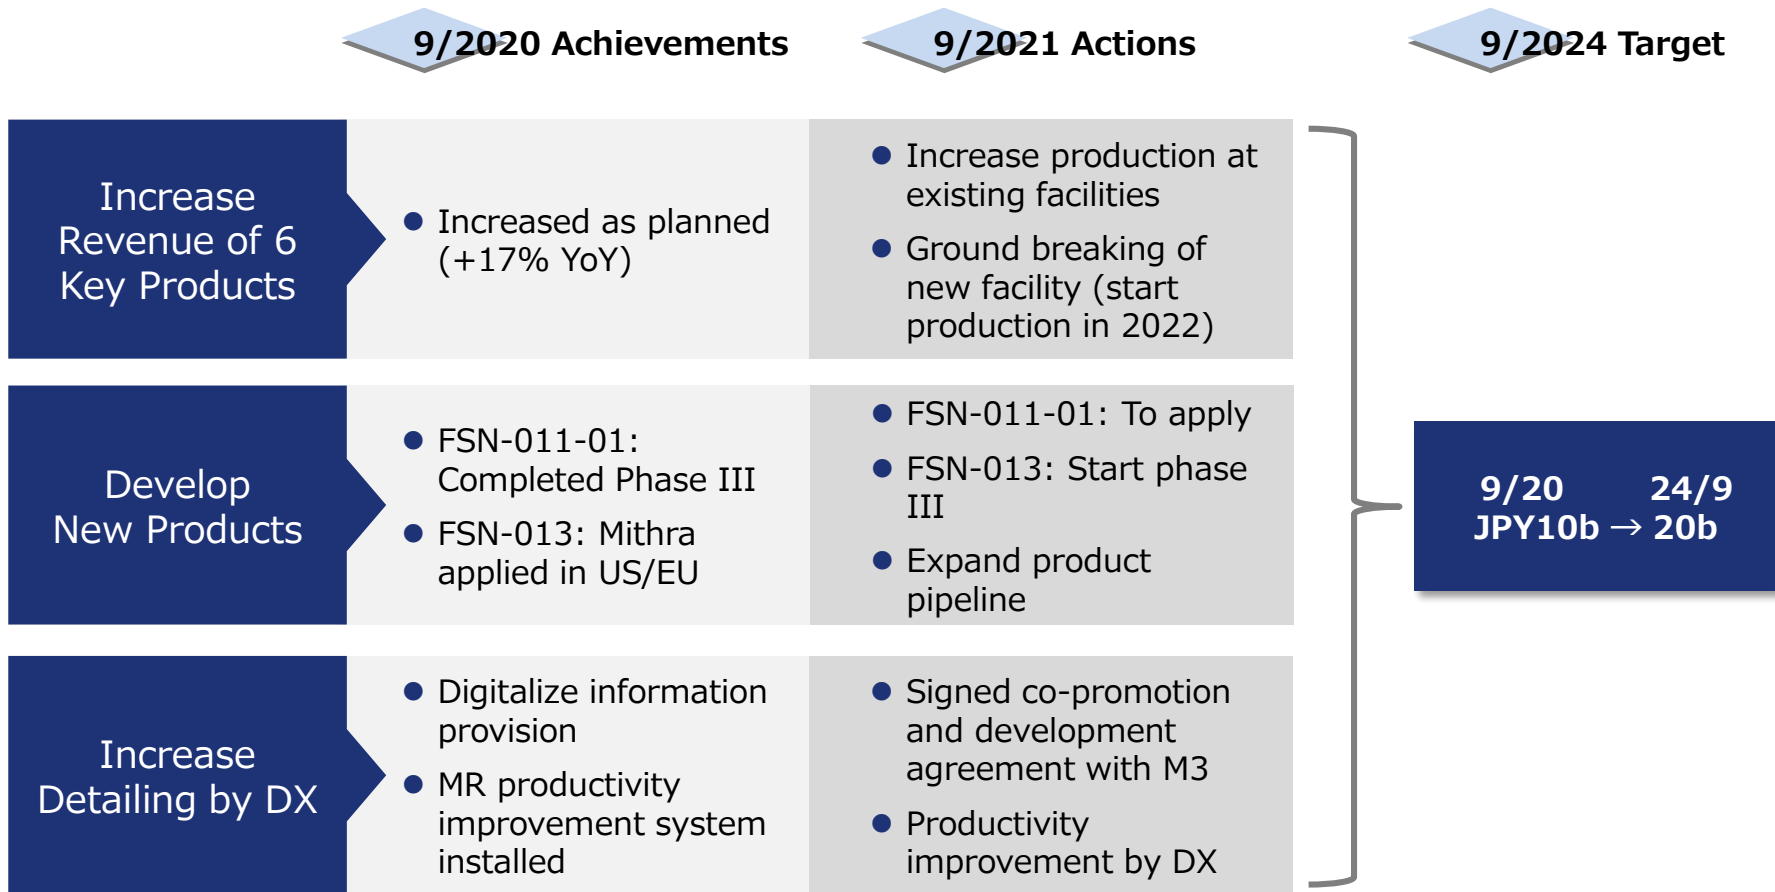 9/2020 Achievements
9/2021 Actions
9/2024 Target
Increase
Revenue of 6
Key Products
● Increased as planned
(+17% YoY)
● Increase production at
existing facilities
● Ground breaking of
new facility (start
production in 2022)
Develop
New Products
● FSN-011-01:
Completed Phase III
● FSN-013: Mithra
applied in US/EU
● FSN-011-01: To apply
● FSN-013: Start phase
III
● Expand product
pipeline
Increase
Detailing by DX
● Digitalize information
provision
● MR productivity
improvement system
installed
● Signed co-promotion
and development
agreement with M3
● Productivity
improvement by DX
9/20 24/9
JPY10b → 20b